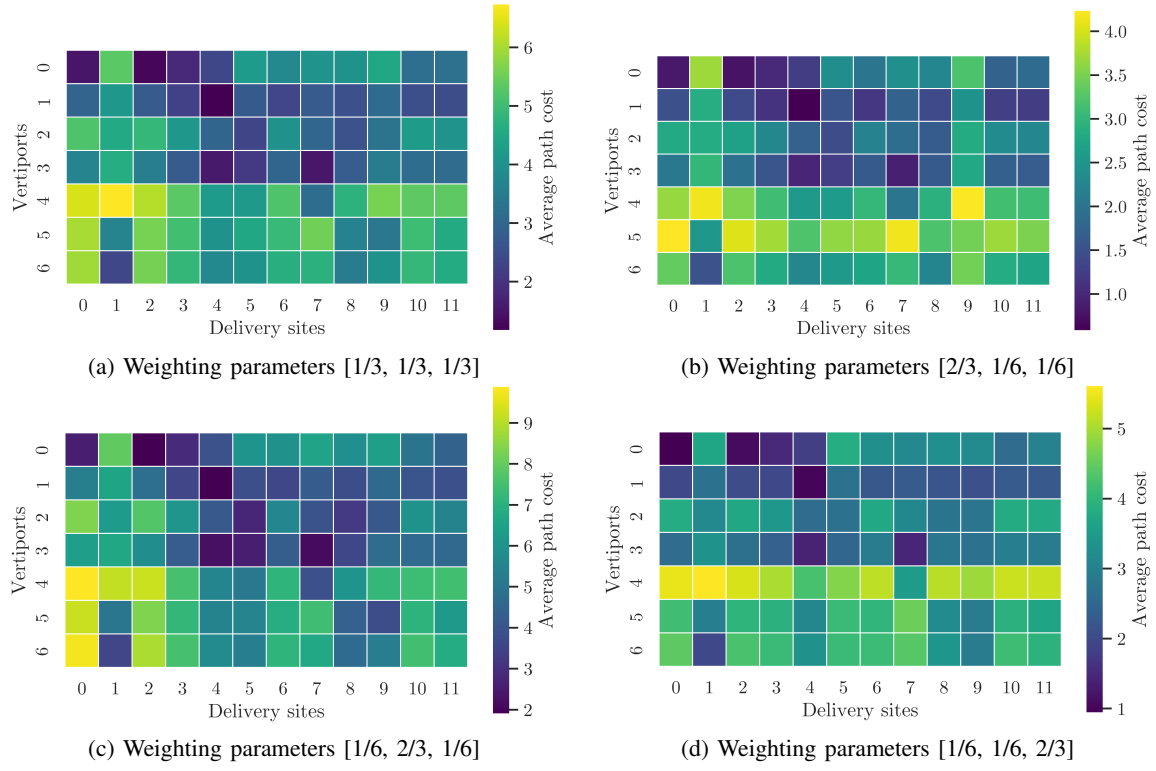 0
1
2
3
4
5
6
Vertiports
0 1 2 3 4 5 6 7 8 9 10 11
Delivery sites
6
5
4
3
2
Average path cost
(a) Weighting parameters [1/3, 1/3, 1/3]
0
1
2
3
4
5
6
Vertiports
0 1 2 3 4 5 6 7 8 9 10 11
Delivery sites
4.0
3.5
3.0
2.5
2.0
1.5
1.0
Average path cost
(b) Weighting parameters [2/3, 1/6, 1/6]
0
1
2
3
4
5
6
Vertiports
0 1 2 3 4 5 6 7 8 9 10 11
Delivery sites
9
8
7
6
5
4
3
2
Average path cost
(c) Weighting parameters [1/6, 2/3, 1/6]
0
1
2
3
4
5
6
Vertiports
0 1 2 3 4 5 6 7 8 9 10 11
Delivery sites
5
4
3
2
1
Average path cost
(d) Weighting parameters [1/6, 1/6, 2/3]